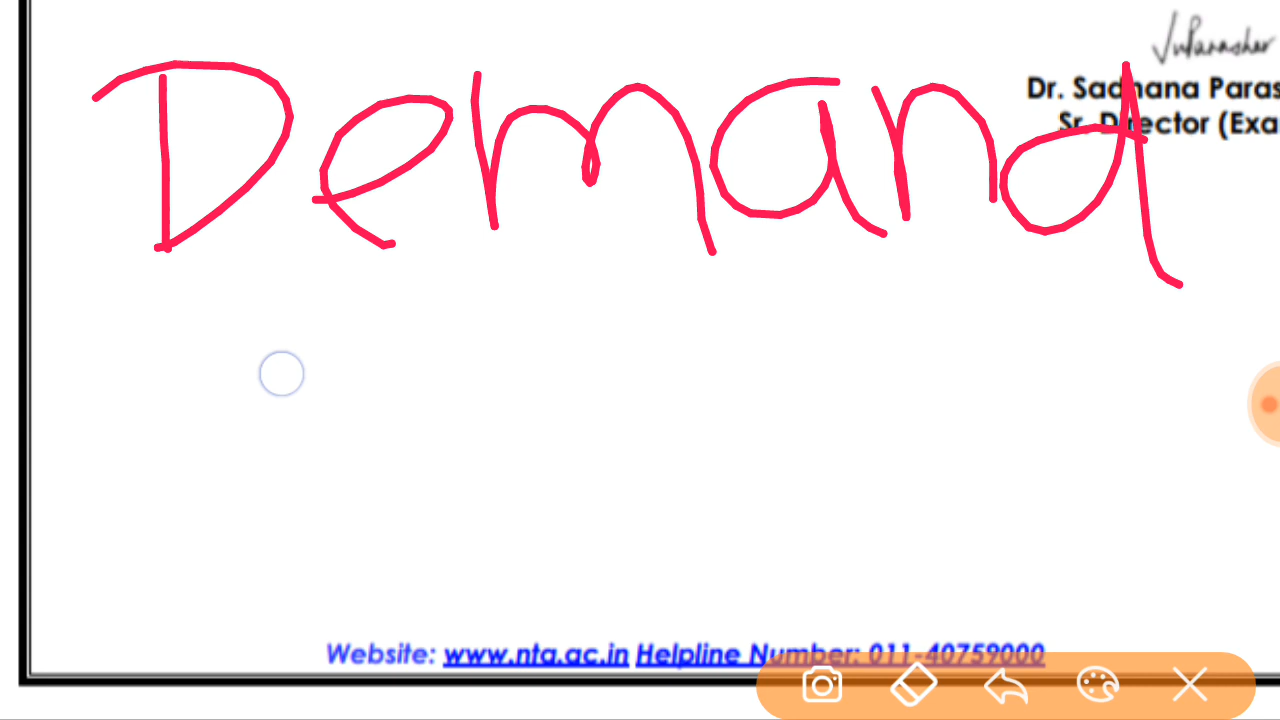 Demand
Dr. Sadhana Paras
Sr. Director (Exa
Website: www.nta.ac.in Helpline Number: 011-40759000